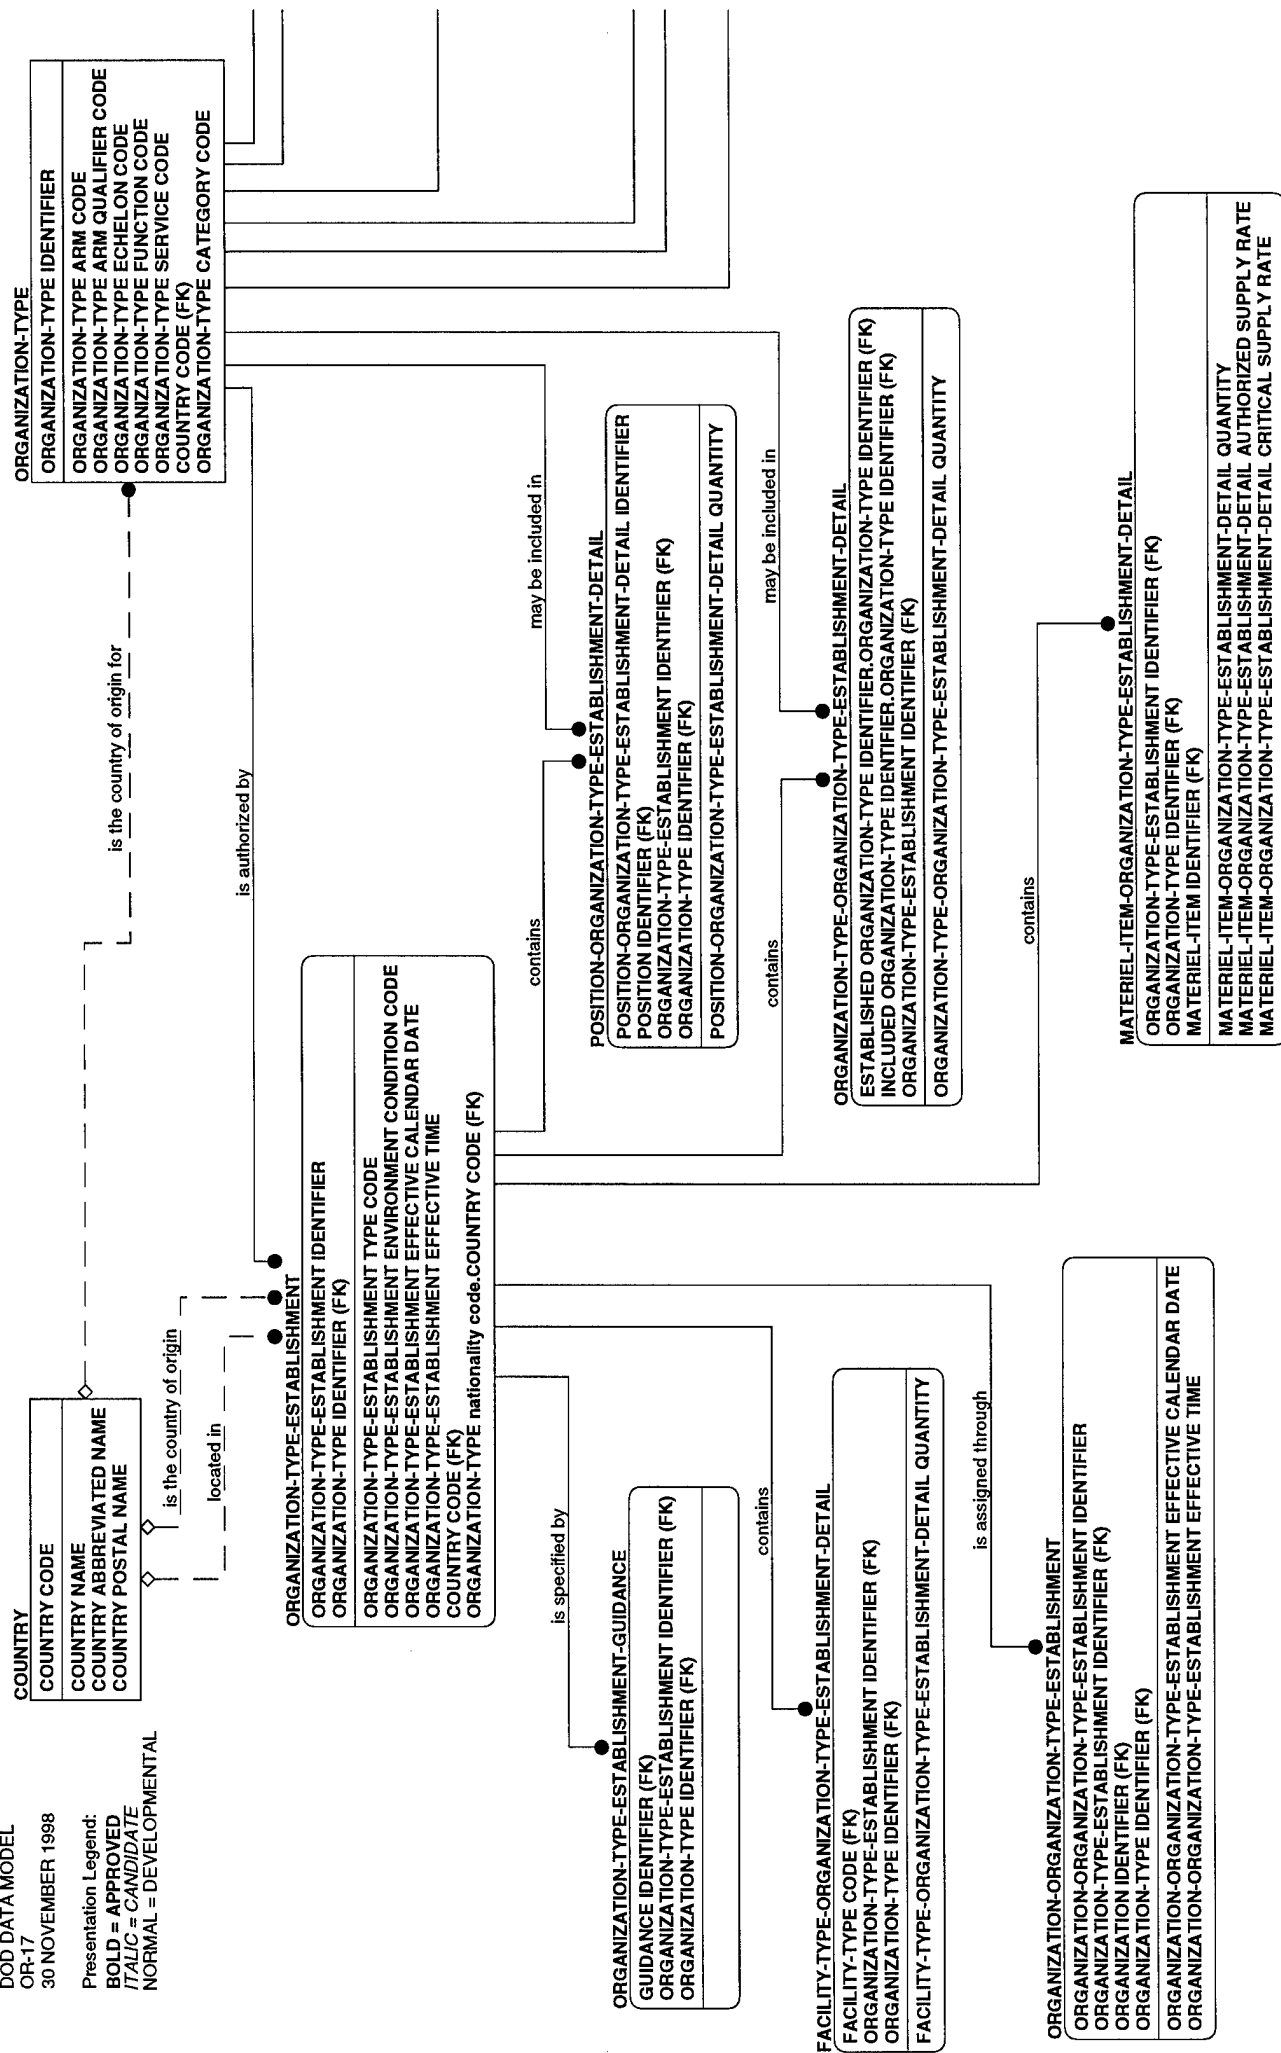 DOD DATA MODEL
OR-17
30 NOVEMBER 1998
Presentation Legend:
BOLD = APPROVED
ITALIC = CANDIDATE
NORMAL = DEVELOPMENTAL
COUNTRY
COUNTRY CODE
COUNTRY NAME
COUNTRY ABBREVIATED NAME
COUNTRY POSTAL NAME
is the country of origin
located in
is the country of origin for
is authorized by
ORGANIZATION-TYPE
ORGANIZATION-TYPE IDENTIFIER
ORGANIZATION-TYPE ARM CODE
ORGANIZATION-TYPE ARM QUALIFIER CODE
ORGANIZATION-TYPE ECHELON CODE
ORGANIZATION-TYPE FUNCTION CODE
ORGANIZATION-TYPE SERVICE CODE
COUNTRY CODE (FK)
ORGANIZATION-TYPE CATEGORY CODE
ORGANIZATION-TYPE-ESTABLISHMENT
ORGANIZATION-TYPE-ESTABLISHMENT IDENTIFIER
ORGANIZATION-TYPE IDENTIFIER (FK)
ORGANIZATION-TYPE-ESTABLISHMENT TYPE CODE
ORGANIZATION-TYPE-ESTABLISHMENT ENVIRONMENT CONDITION CODE
ORGANIZATION-TYPE-ESTABLISHMENT EFFECTIVE CALENDAR DATE
ORGANIZATION-TYPE-ESTABLISHMENT EFFECTIVE TIME
COUNTRY CODE (FK)
ORGANIZATION-TYPE nationality code.COUNTRY CODE (FK)
is specified by
contains
may be included in
ORGANIZATION-TYPE-ESTABLISHMENT-GUIDANCE
GUIDANCE IDENTIFIER (FK)
ORGANIZATION-TYPE-ESTABLISHMENT IDENTIFIER (FK)
ORGANIZATION-TYPE IDENTIFIER (FK)
POSITION-ORGANIZATION-TYPE-ESTABLISHMENT-DETAIL
POSITION-ORGANIZATION-TYPE-ESTABLISHMENT-DETAIL IDENTIFIER
POSITION IDENTIFIER (FK)
ORGANIZATION-TYPE-ESTABLISHMENT IDENTIFIER (FK)
ORGANIZATION-TYPE IDENTIFIER (FK)
POSITION-ORGANIZATION-TYPE-ESTABLISHMENT-DETAIL QUANTITY
contains
contains
may be included in
FACILITY-TYPE-ORGANIZATION-TYPE-ESTABLISHMENT-DETAIL
FACILITY-TYPE CODE (FK)
ORGANIZATION-TYPE-ESTABLISHMENT IDENTIFIER (FK)
ORGANIZATION-TYPE IDENTIFIER (FK)
FACILITY-TYPE-ORGANIZATION-TYPE-ESTABLISHMENT-DETAIL QUANTITY
ORGANIZATION-TYPE-ORGANIZATION-TYPE-ESTABLISHMENT-DETAIL
ESTABLISHED ORGANIZATION-TYPE IDENTIFIER.ORGANIZATION-TYPE IDENTIFIER (FK)
INCLUDED ORGANIZATION-TYPE IDENTIFIER.ORGANIZATION-TYPE IDENTIFIER (FK)
ORGANIZATION-TYPE-ESTABLISHMENT IDENTIFIER (FK)
ORGANIZATION-TYPE-ORGANIZATION-TYPE-ESTABLISHMENT-DETAIL QUANTITY
is assigned through
contains
ORGANIZATION-ORGANIZATION-TYPE-ESTABLISHMENT
ORGANIZATION-ORGANIZATION-TYPE-ESTABLISHMENT IDENTIFIER
ORGANIZATION-TYPE-ESTABLISHMENT IDENTIFIER (FK)
ORGANIZATION IDENTIFIER (FK)
ORGANIZATION-TYPE IDENTIFIER (FK)
ORGANIZATION-ORGANIZATION-TYPE-ESTABLISHMENT EFFECTIVE CALENDAR DATE
ORGANIZATION-ORGANIZATION-TYPE-ESTABLISHMENT EFFECTIVE TIME
MATERIEL-ITEM-ORGANIZATION-TYPE-ESTABLISHMENT-DETAIL
ORGANIZATION-TYPE-ESTABLISHMENT IDENTIFIER (FK)
ORGANIZATION-TYPE IDENTIFIER (FK)
MATERIEL-ITEM IDENTIFIER (FK)
MATERIEL-ITEM-ORGANIZATION-TYPE-ESTABLISHMENT-DETAIL QUANTITY
MATERIEL-ITEM-ORGANIZATION-TYPE-ESTABLISHMENT-DETAIL AUTHORIZED SUPPLY RATE
MATERIEL-ITEM-ORGANIZATION-TYPE-ESTABLISHMENT-DETAIL CRITICAL SUPPLY RATE